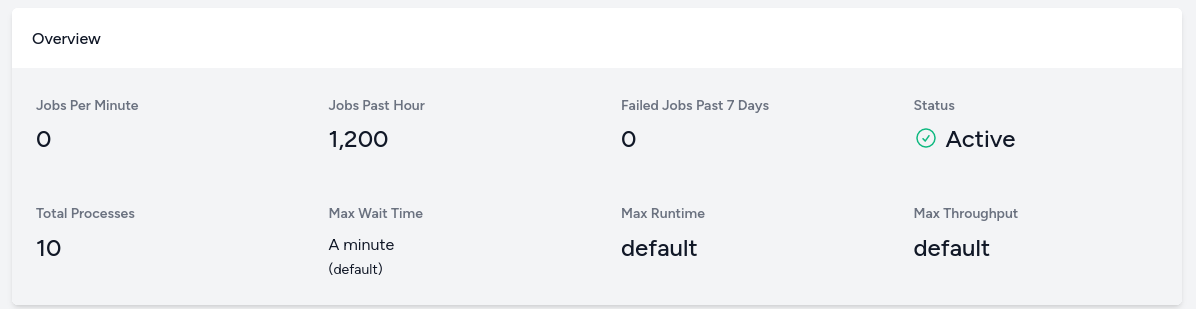 Overview
Jobs Per Minute
0
Jobs Past Hour
1,200
Failed Jobs Past 7 Days
0
Status
Active
Total Processes
10
Max Wait Time
A minute
(default)
Max Runtime
default
Max Throughput
default